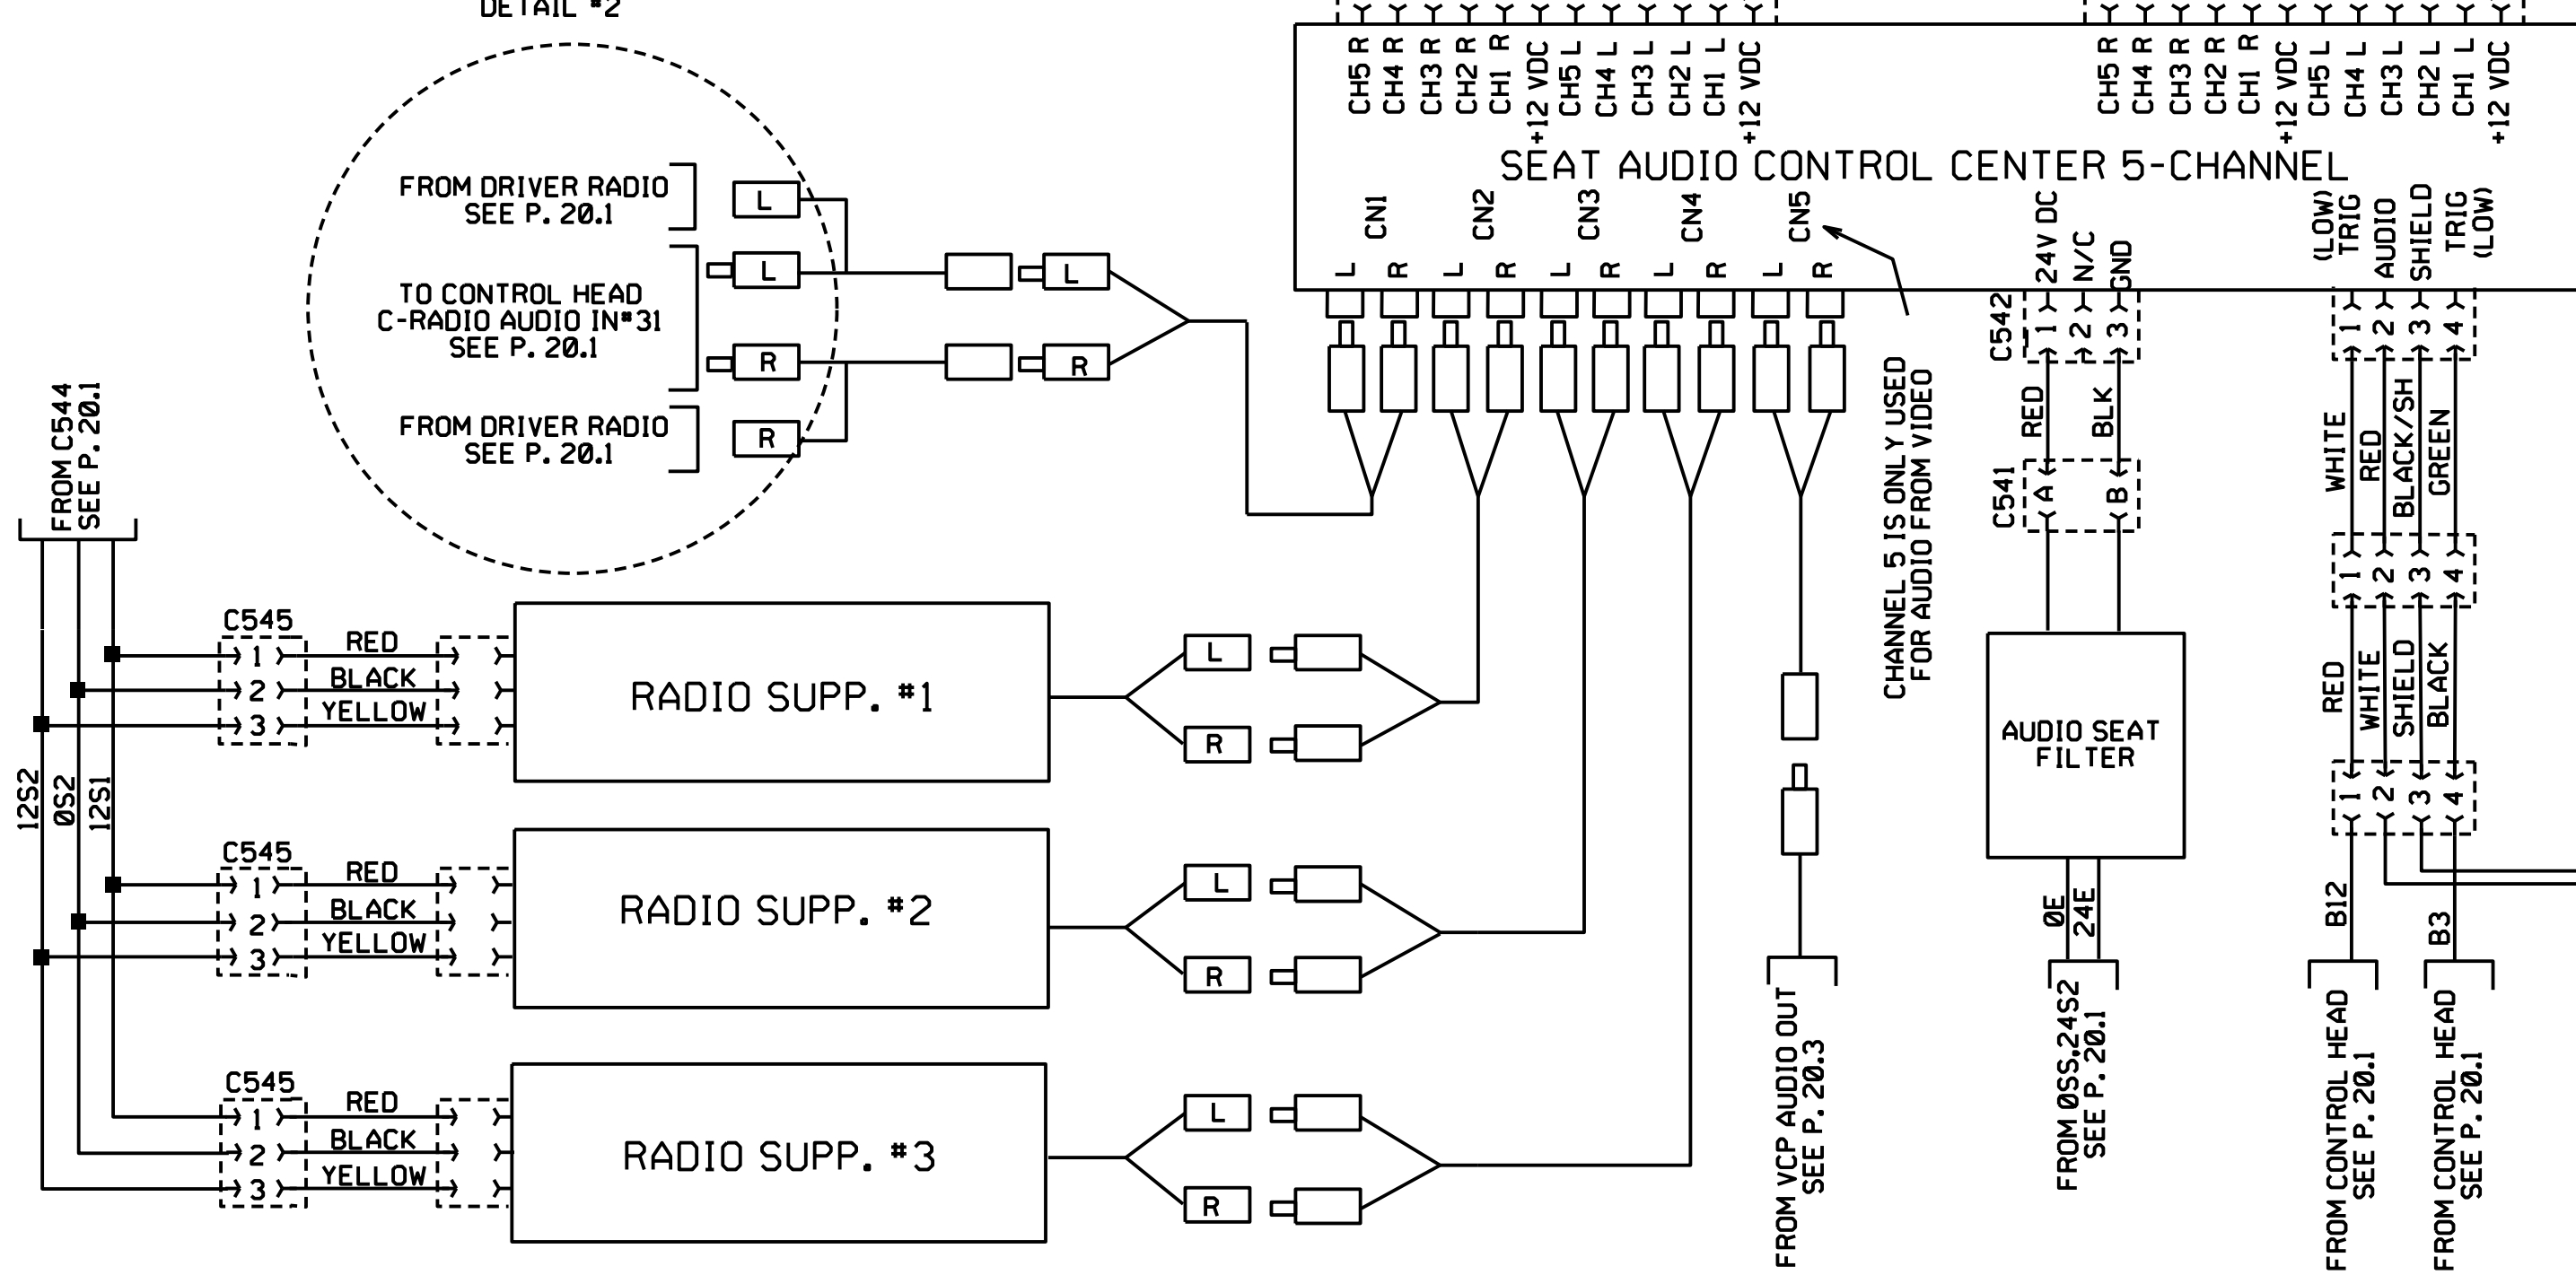 DETAIL #2
FROM DRIVER RADIO
SEE P. 20.1
L
L
TO CONTROL HEAD
C-RADIO AUDIO IN#31
SEE P. 20.1
R
FROM DRIVER RADIO
SEE P. 20.1
R
L
R
CH5 R
CH4 R
CH3 R
CH2 R
CH1 R
+12 VDC
CH5 L
CH4 L
CH3 L
CH2 L
CH1 L
+12 VDC
CH5 R
CH4 R
CH3 R
CH2 R
CH1 R
+12 VDC
CH5 L
CH4 L
CH3 L
CH2 L
CH1 L
+12 VDC
SEAT AUDIO CONTROL CENTER 5-CHANNEL
CN1
CN2
CN3
CN4
CN5
L
R
L
R
L
R
L
R
L
R
24V DC
N/C
GND
(LOW)
TRIG
AUDIO
SHIELD
TRIG
(LOW)
CHANNEL 5 IS ONLY USED
FOR AUDIO FROM VIDEO
C542
1
2
3
RED
BLK
C541
A
B
AUDIO SEAT
FILTER
0E
24E
FROM 0SS,24S2
SEE P. 20.1
1
2
3
4
WHITE
RED
BLACK/SH
GREEN
1
2
3
4
RED
WHITE
SHIELD
BLACK
1
2
3
4
B12
B3
FROM CONTROL HEAD
SEE P. 20.1
FROM CONTROL HEAD
SEE P. 20.1
FROM VCP AUDIO OUT
SEE P. 20.3
FROM C544
SEE P. 20.1
12S2
0S2
12S1
C545
1
RED
2
BLACK
3
YELLOW
RADIO SUPP. #1
L
R
C545
1
RED
2
BLACK
3
YELLOW
RADIO SUPP. #2
L
R
C545
1
RED
2
BLACK
3
YELLOW
RADIO SUPP. #3
L
R